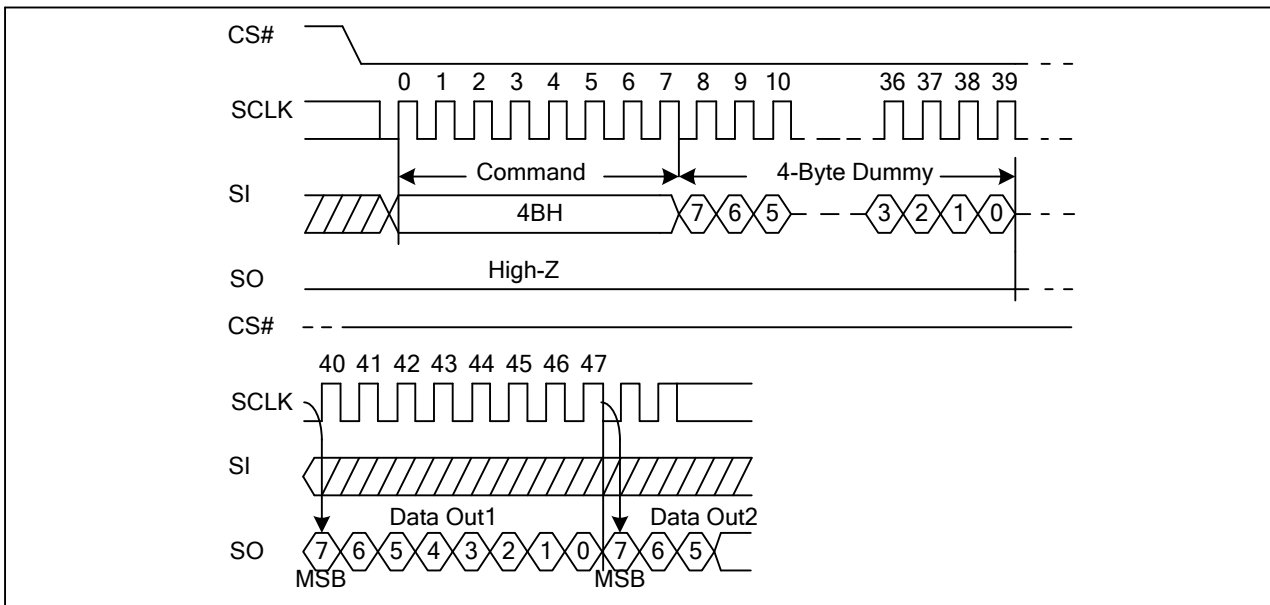 CS#
0 1 2 3 4 5 6 7 8 9 10 36 37 38 39
SCLK
Command 4-Byte Dummy
SI 4BH 7 6 5 3 2 1 0
High-Z
SO
CS#
40 41 42 43 44 45 46 47
SCLK
SI
Data Out1 Data Out2
SO 7 6 5 4 3 2 1 0 7 6 5
MSB MSB